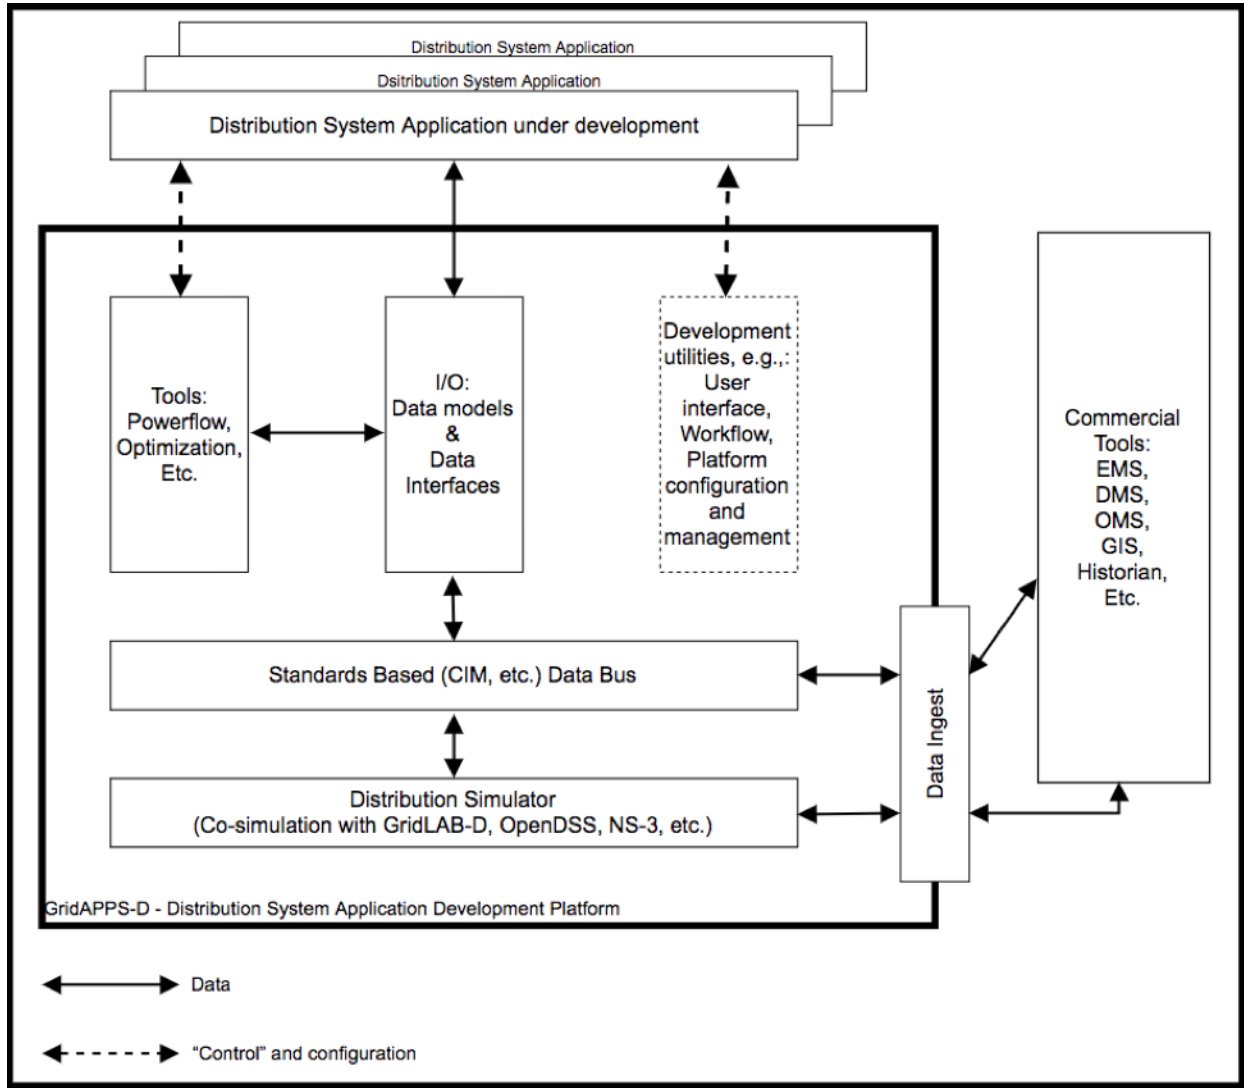 Distribution System Application
Dsitribution System Application
Distribution System Application under development
Tools:
Powerflow,
Optimization,
Etc.
I/O:
Data models
&
Data
Interfaces
Development
utilities, e.g.,:
User
interface,
Workflow,
Platform
configuration
and
management
Commercial
Tools:
EMS,
DMS,
OMS,
GIS,
Historian,
Etc.
Standards Based (CIM, etc.) Data Bus
Data Ingest
Distribution Simulator
(Co-simulation with GridLAB-D, OpenDSS, NS-3, etc.)
GridAPPS-D - Distribution System Application Development Platform
Data
“Control” and configuration